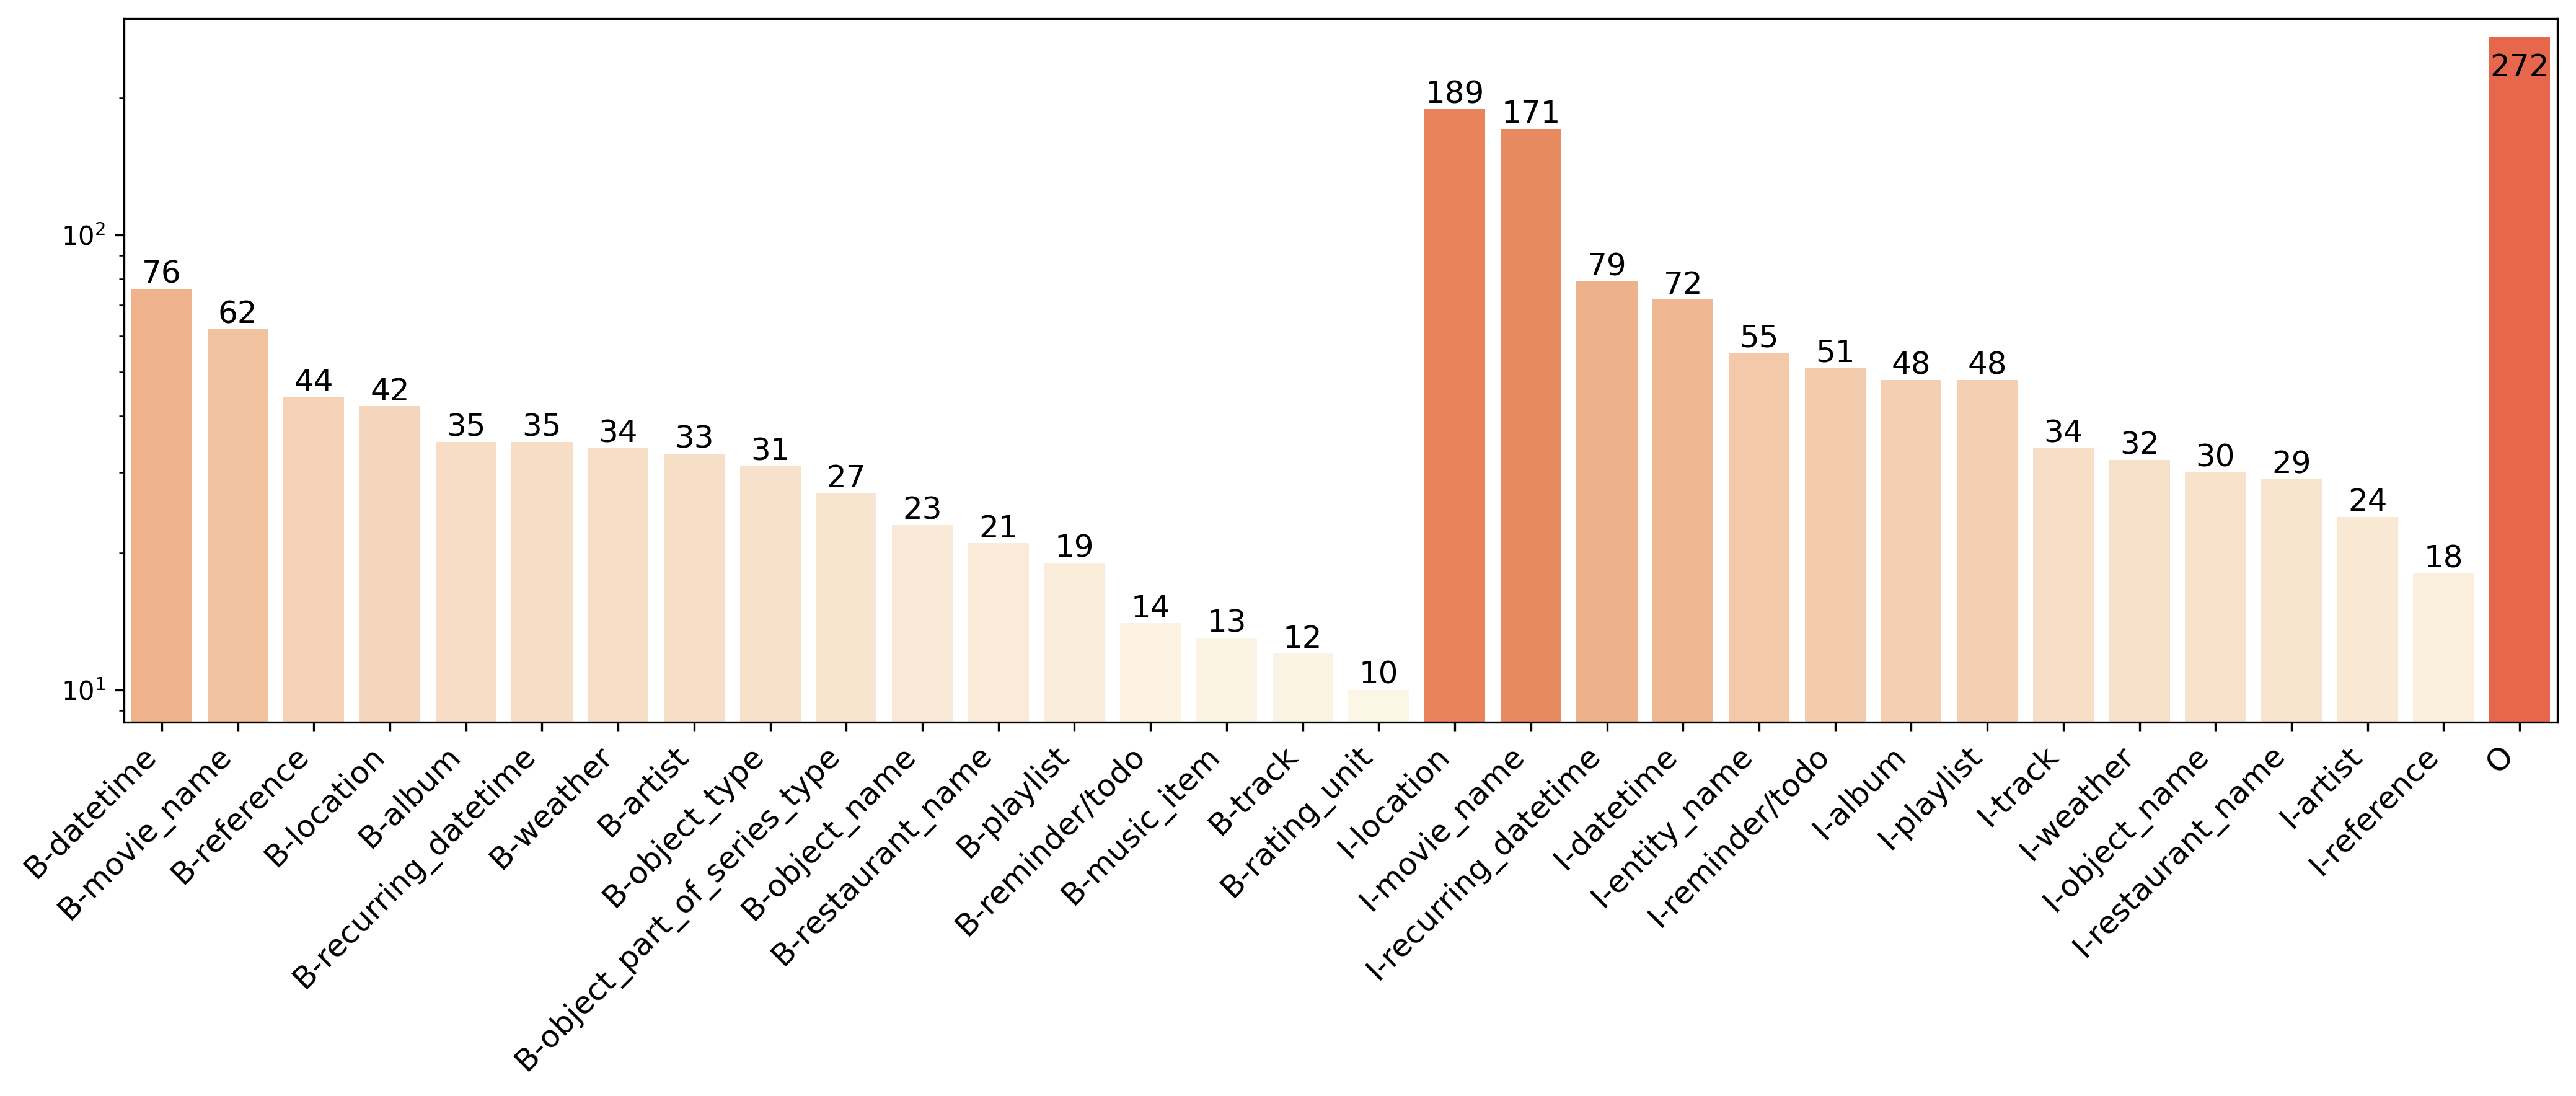 10²
10¹
76
62
44
42
35
35
34
33
31
27
23
21
19
14
13
12
10
189
171
79
72
55
51
48
48
34
32
30
29
24
18
272
B-datetime
B-movie_name
B-reference
B-location
B-album
B-recurring_datetime
B-weather
B-artist
B-object_type
B-object_part_of_series_type
B-object_name
B-restaurant_name
B-playlist
B-reminder/todo
B-music_item
B-track
B-rating_unit
I-location
I-movie_name
I-recurring_datetime
I-datetime
I-entity_name
I-reminder/todo
I-album
I-playlist
I-track
I-weather
I-object_name
I-restaurant_name
I-artist
I-reference
O